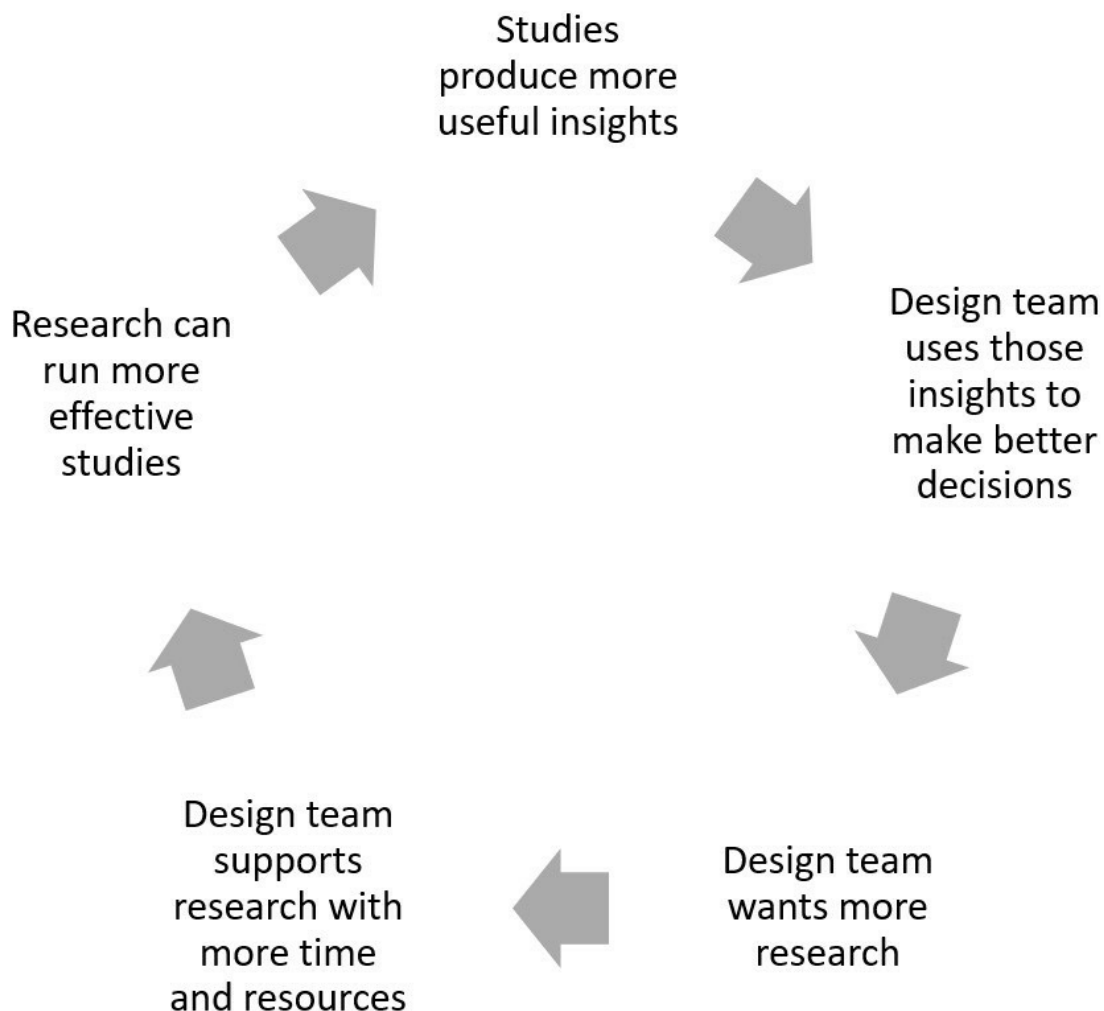 Studies
produce more
useful insights
Design team
uses those
insights to
make better
decisions
Design team
wants more
research
Design team
supports
research with
more time
and resources
Research can
run more
effective
studies